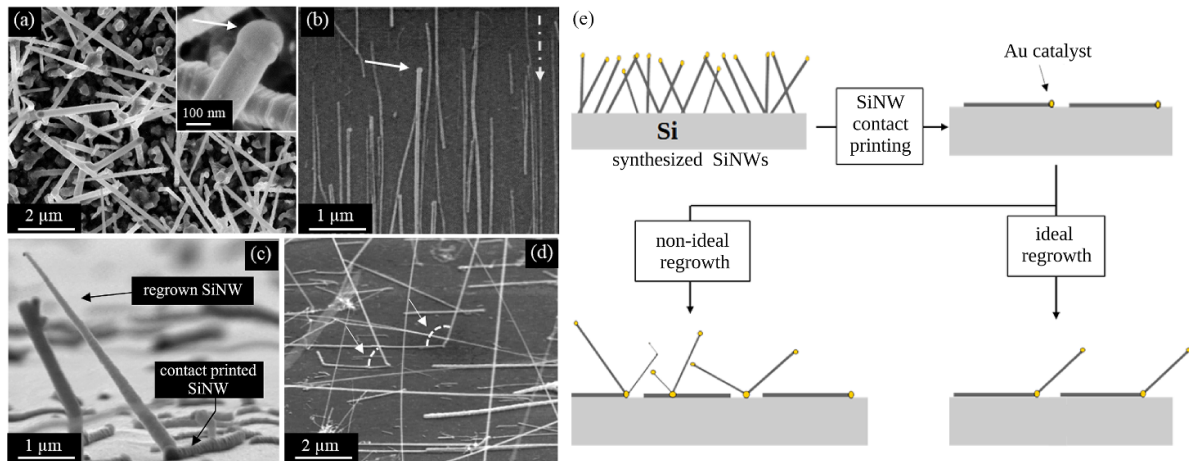 (a)
100 nm
2 µm
(b)
1 µm
(c)
regrown SiNW
contact printed
SiNW
1 µm
(d)
2 µm
(e)
Au catalyst
Si
synthesized SiNWs
SiNW
contact
printing
non-ideal
regrowth
ideal
regrowth